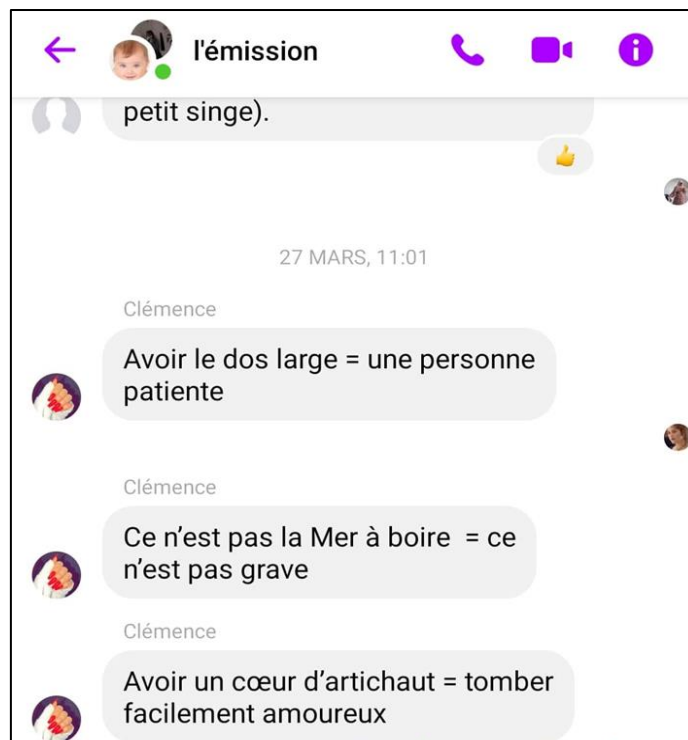 l'émission
petit singe).
27 MARS, 11:01
Clémence
Avoir le dos large = une personne
patiente
Clémence
Ce n’est pas la Mer à boire  = ce
n’est pas grave
Clémence
Avoir un cœur d’artichaut = tomber
facilement amoureux